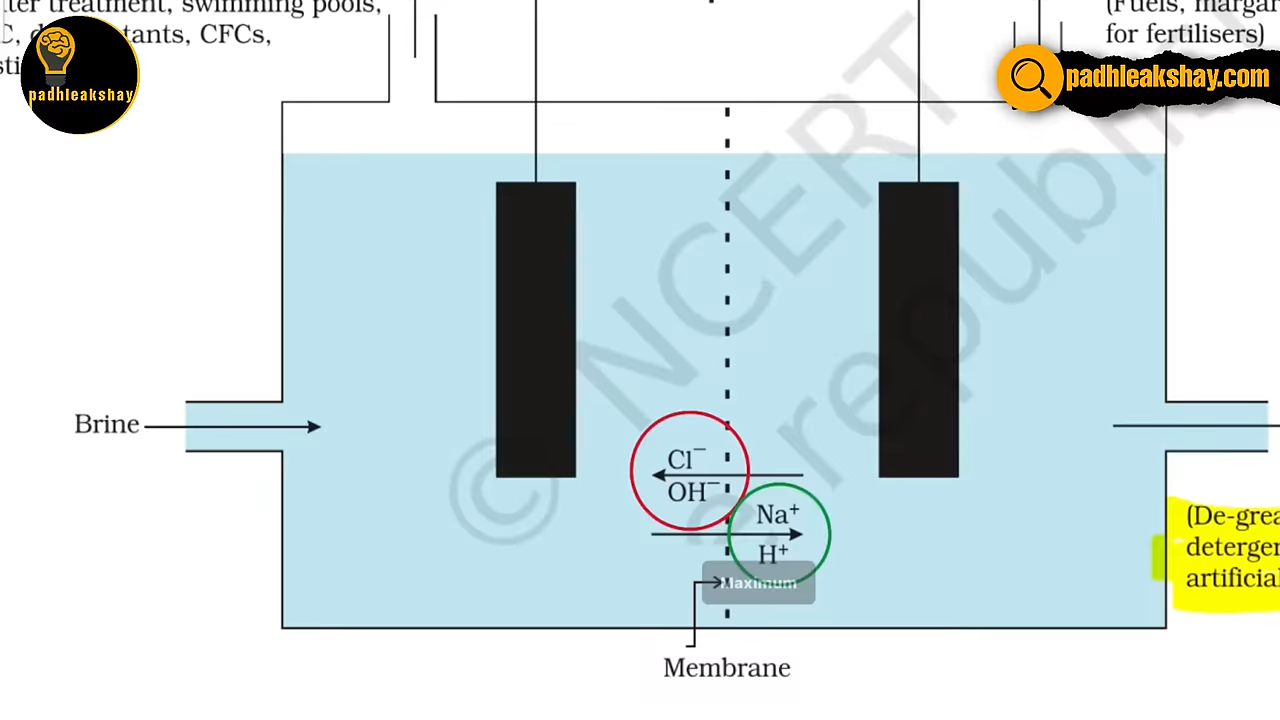 ter treatment, swimming pools,
CFCs,
(Fuels, margar
for fertilisers)
padhleakshay
padhleakshay.com
© NCERT
Brine
Cl⁻
OH⁻
Na⁺
H⁺
Maximum
Membrane
(De-grea
deterger
artificial